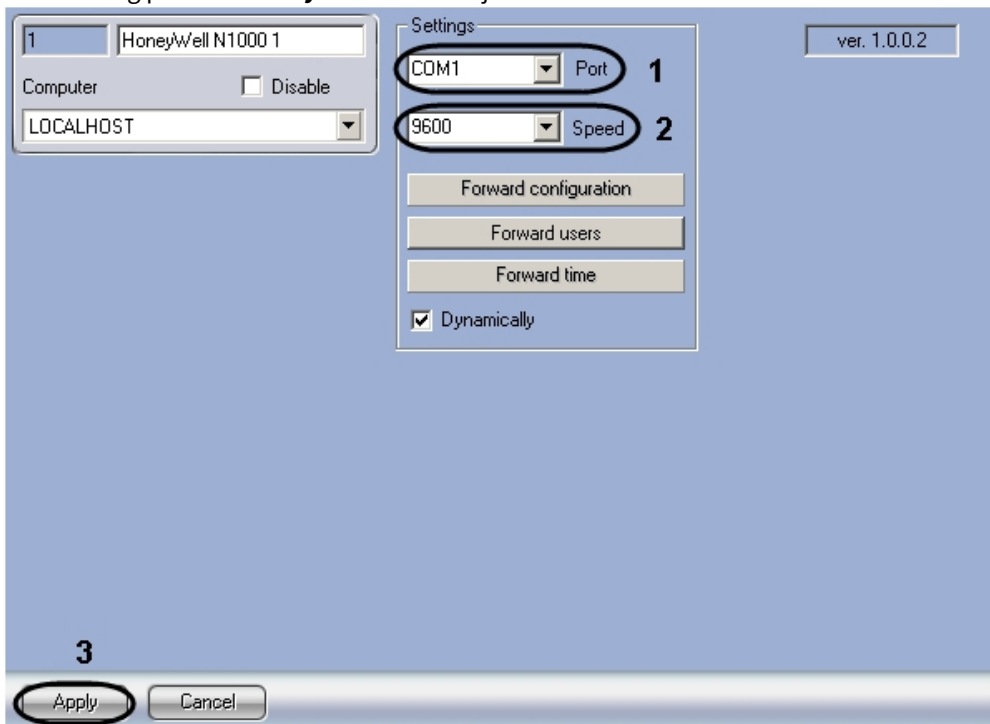 1 HoneyWell N1000 1
Computer Disable
LOCALHOST
Settings
COM1 Port 1
9600 Speed 2
Forward configuration
Forward users
Forward time
Dynamically
ver. 1.0.0.2
3
Apply Cancel